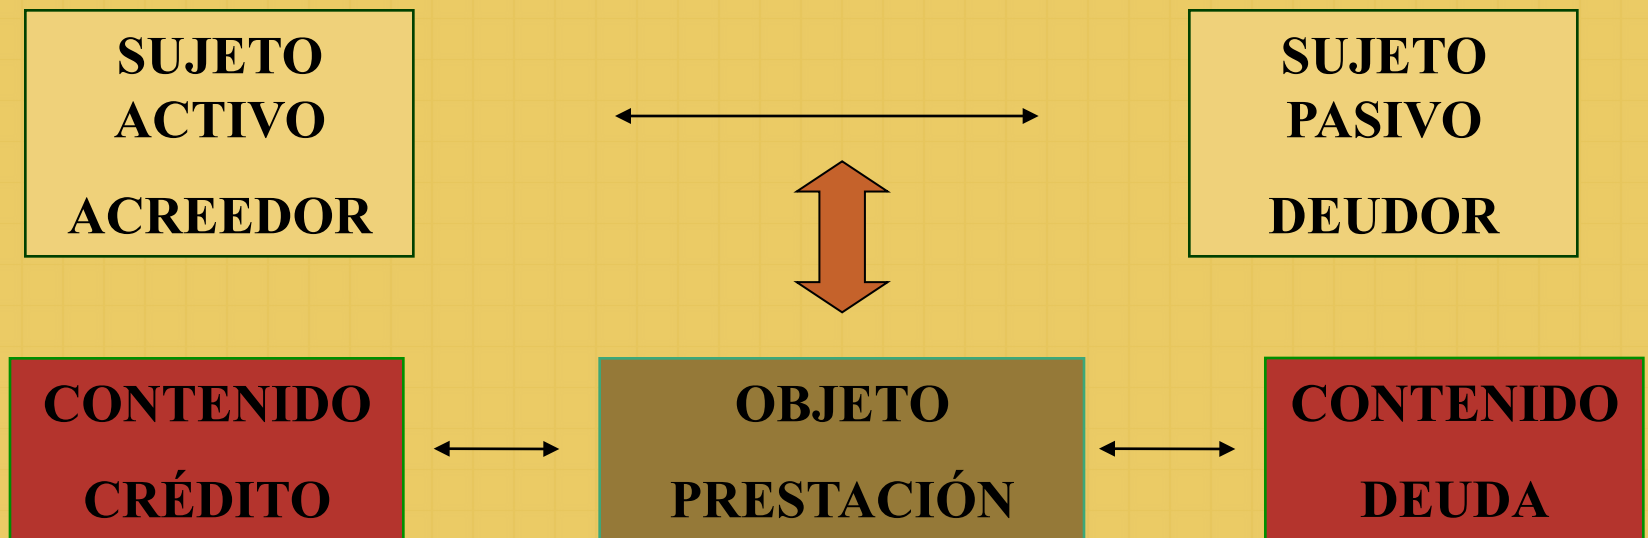 SUJETO
ACTIVO
ACREEDOR
SUJETO
PASIVO
DEUDOR
CONTENIDO
CRÉDITO
OBJETO
PRESTACIÓN
CONTENIDO
DEUDA